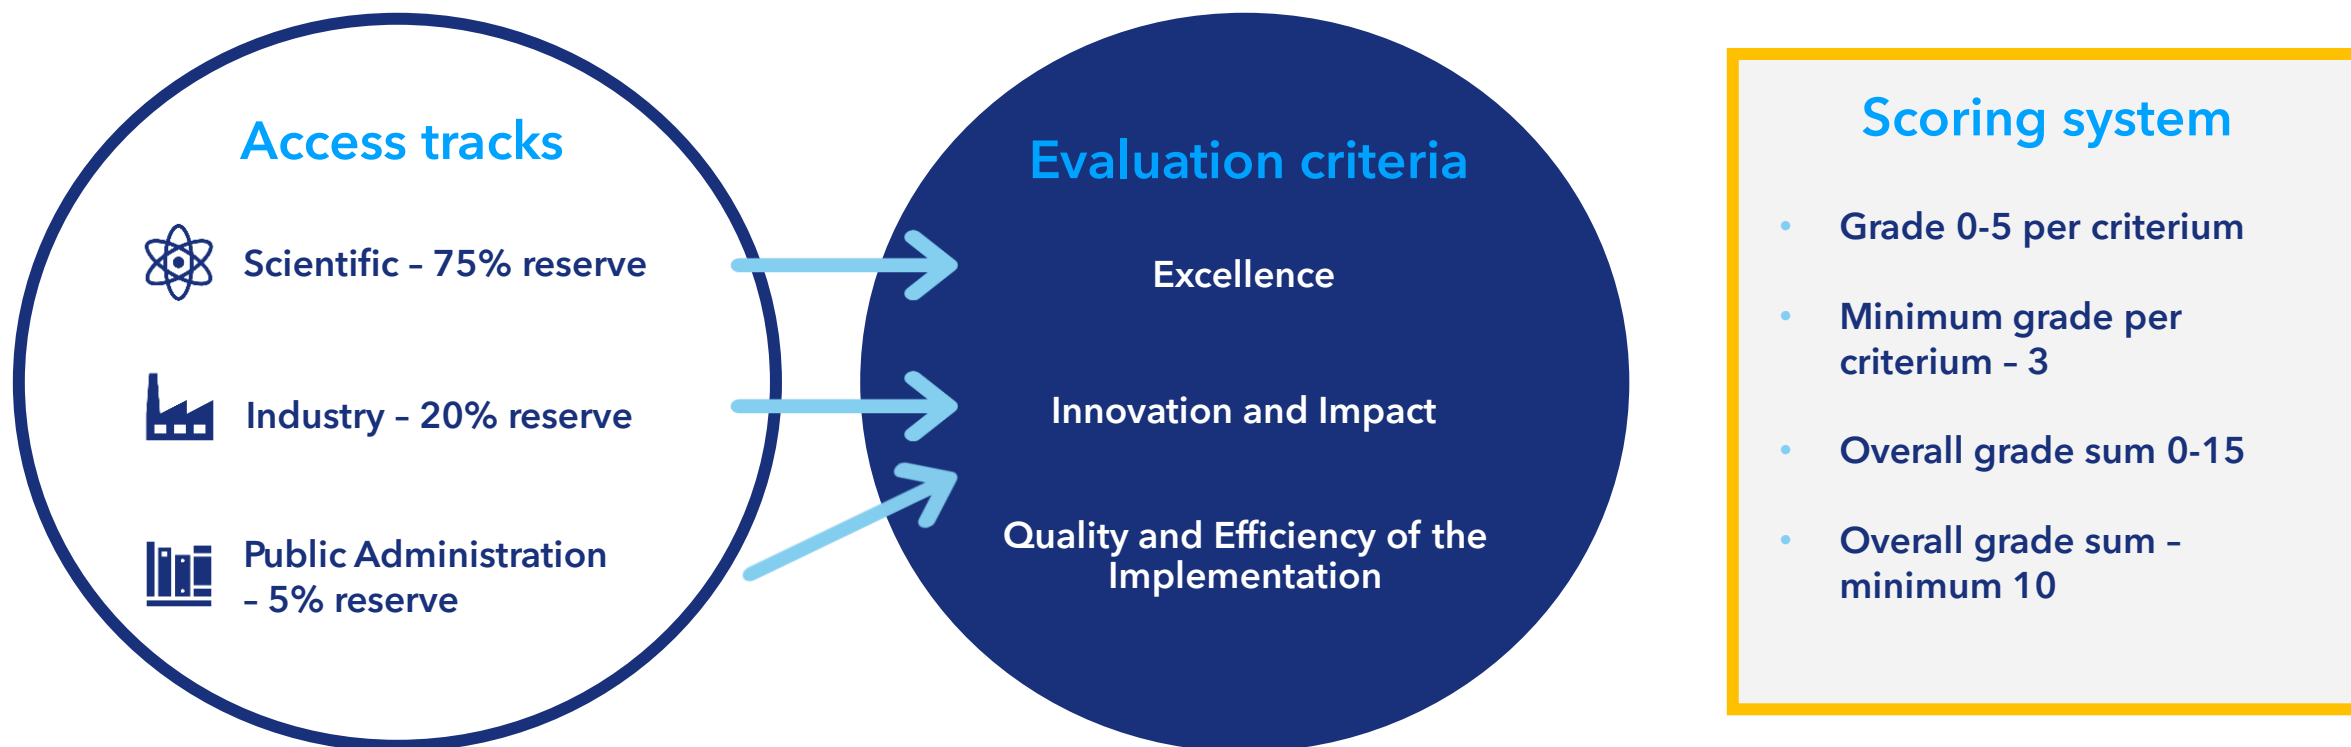 Access tracks
Scientific – 75% reserve
Industry – 20% reserve
Public Administration
– 5% reserve
Evaluation criteria
Excellence
Innovation and Impact
Quality and Efficiency of the
Implementation
Scoring system
• Grade 0-5 per criterium
• Minimum grade per
criterium – 3
• Overall grade sum 0-15
• Overall grade sum –
minimum 10